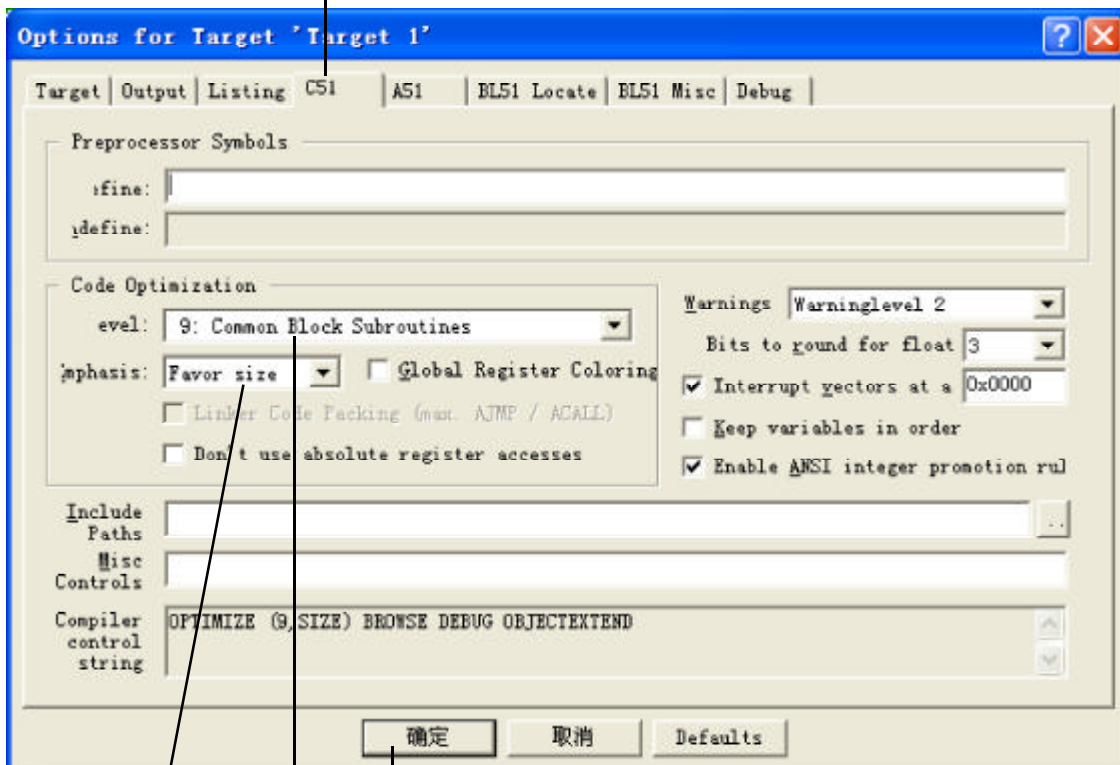 Options for Target 'Target 1'
Target Output Listing C51 A51 BL51 Locate BL51 Misc Debug
Preprocessor Symbols
efine:
ndefine:
Code Optimization
evel: 9: Common Block Subroutines
Warnings Warninglevel 2
Bits to round for float 3
mphasis: Favor size Global Register Coloring
Interrupt vectors at a 0x0000
Linker Code Packing (max. AJMP / ACALL)
Keep variables in order
Don't use absolute register accesses
Enable ANSI integer promotion rul
Include
Paths
..
Misc
Controls
Compiler
control
string
OPTIMIZE (9,SIZE) BROWSE DEBUG OBJECTEXTEND
确定 取消 Defaults